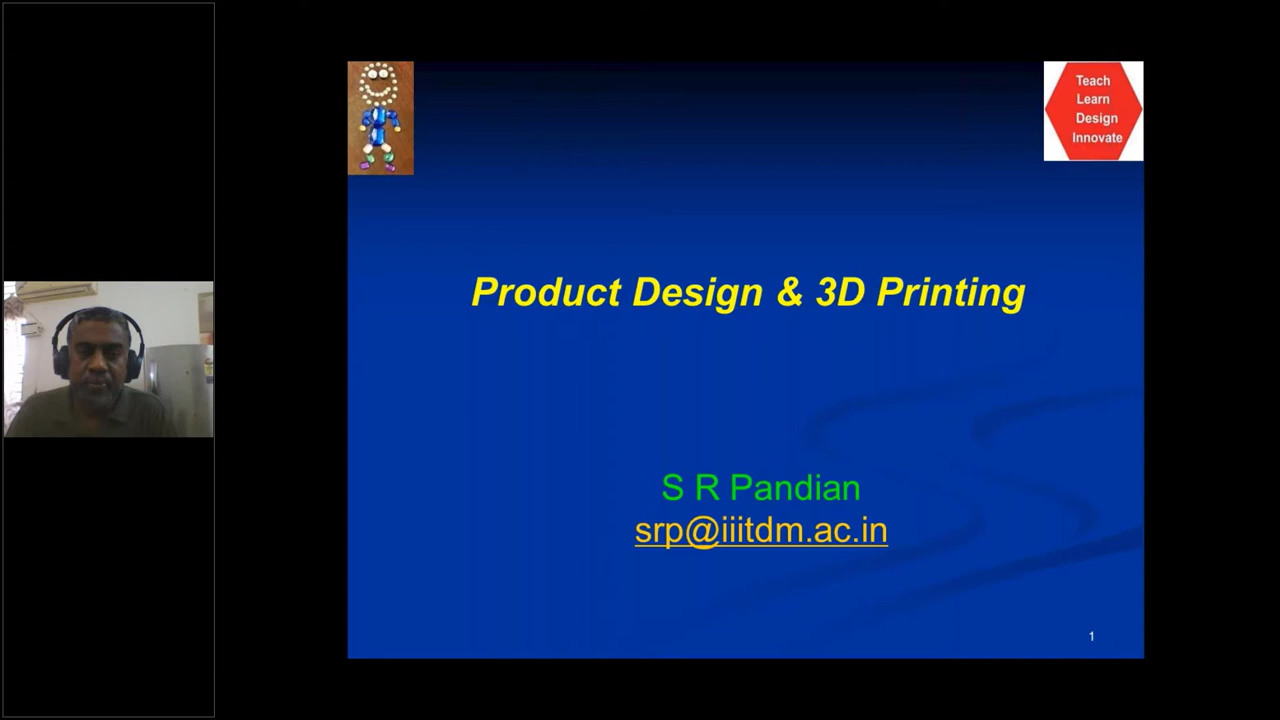 Teach
Learn
Design
Innovate
Product Design & 3D Printing
S R Pandian
srp@iiitdm.ac.in
1